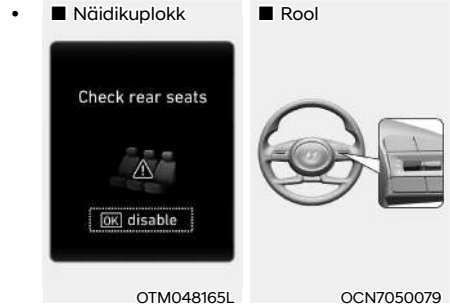 • ■ Näidikuplokk
■ Rool
Check rear seats
OK disable
OTM048165L
OCN7050079